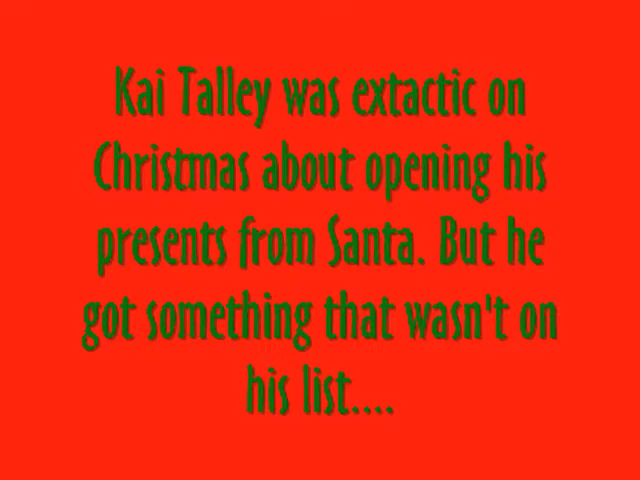 Kai Talley was extactic on
Christmas about opening his
presents from Santa. But he
got something that wasn't on
his list....